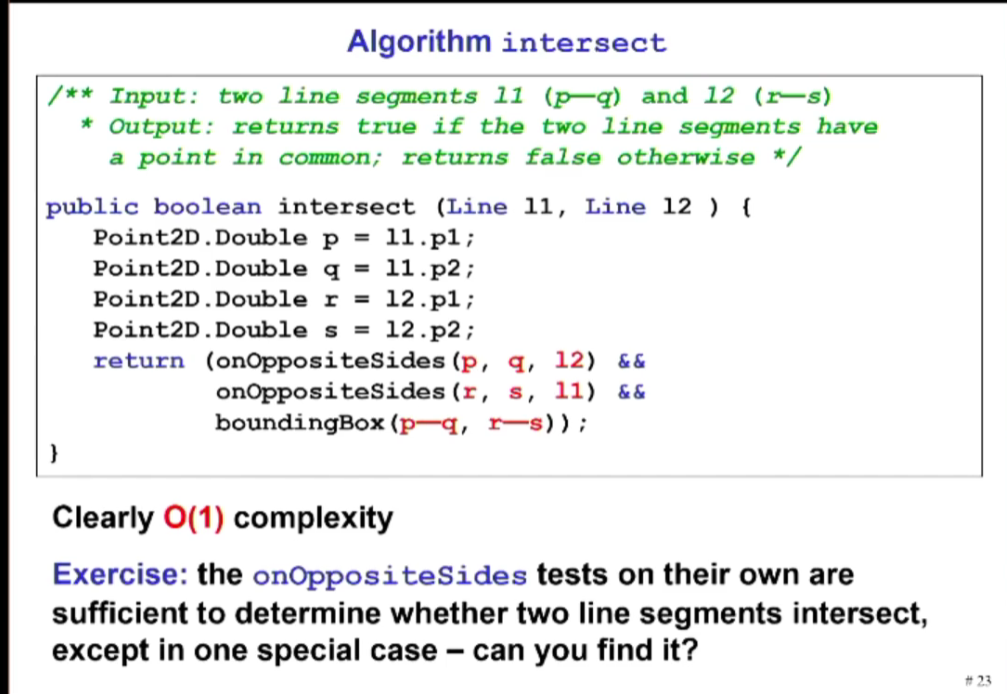 Algorithm intersect
/** Input: two line segments l1 (p—q) and l2 (r—s)
* Output: returns true if the two line segments have
a point in common; returns false otherwise */
public boolean intersect (Line l1, Line l2 ) {
Point2D.Double p = l1.p1;
Point2D.Double q = l1.p2;
Point2D.Double r = l2.p1;
Point2D.Double s = l2.p2;
return (onOppositeSides(p, q, l2) &&
onOppositeSides(r, s, l1) &&
boundingBox(p—q, r—s));
}
Clearly O(1) complexity
Exercise: the onOppositeSides tests on their own are
sufficient to determine whether two line segments intersect,
except in one special case – can you find it?
# 23